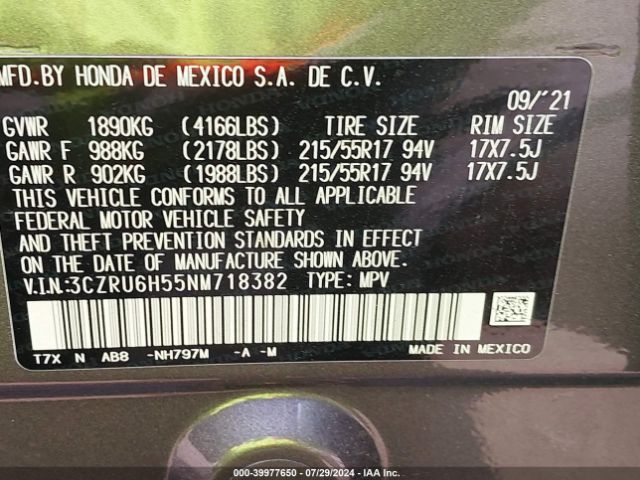 MFD.BY HONDA DE MEXICO S.A. DE C.V.
09/'21
GVWR 1890KG (4166LBS) TIRE SIZE RIM SIZE
GAWR F 988KG (2178LBS) 215/55R17 94V 17X7.5J
GAWR R 902KG (1988LBS) 215/55R17 94V 17X7.5J
THIS VEHICLE CONFORMS TO ALL APPLICABLE
FEDERAL MOTOR VEHICLE SAFETY
AND THEFT PREVENTION STANDARDS IN EFFECT
ON THE DATE OF MANUFACTURE SHOWN ABOVE.
V.I.N.:3CZRU6H55NM718382 TYPE: MPV
T7X N AB8 -NH797M -A -M MADE IN MEXICO
000-39977650 - 07/29/2024 - IAA Inc.